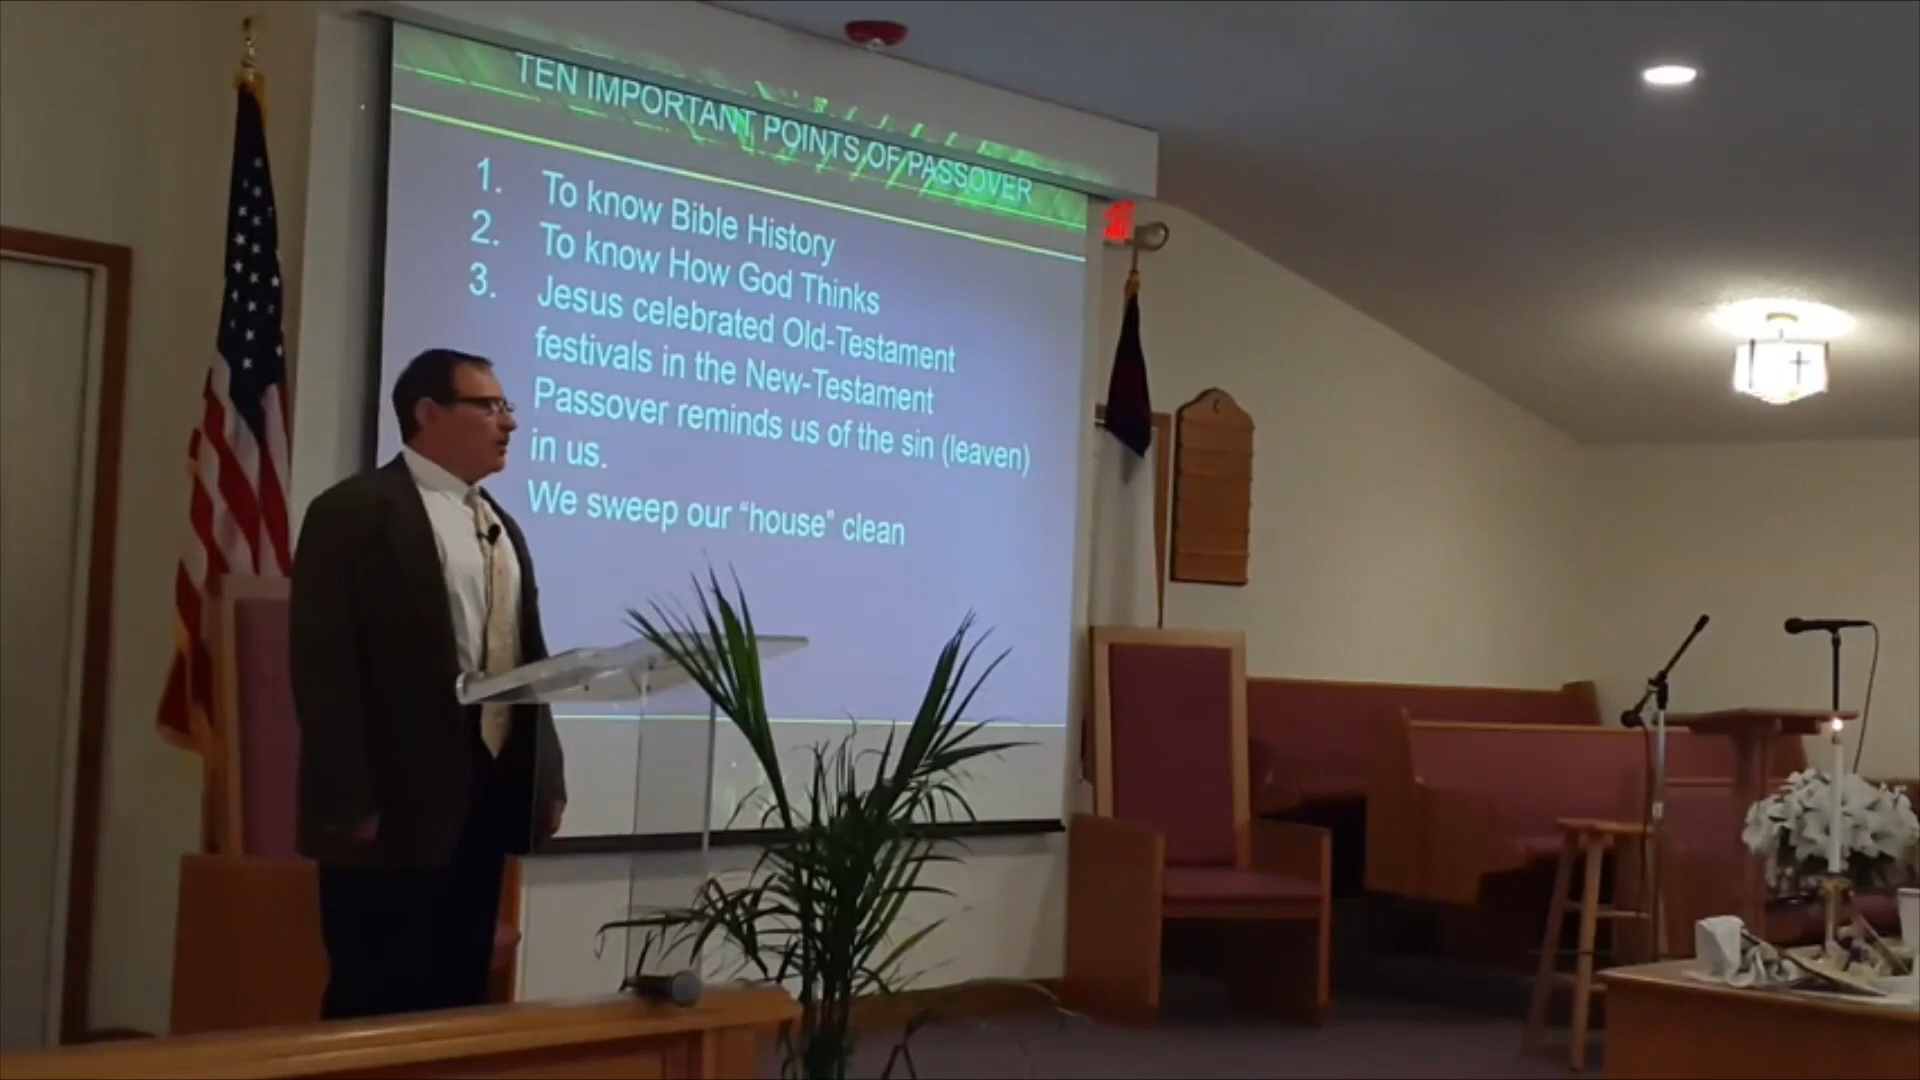 TEN IMPORTANT POINTS OF PASSOVER
1. To know Bible History
2. To know How God Thinks
3. Jesus celebrated Old-Testament
festivals in the New-Testament
Passover reminds us of the sin (leaven)
in us.
We sweep our “house” clean